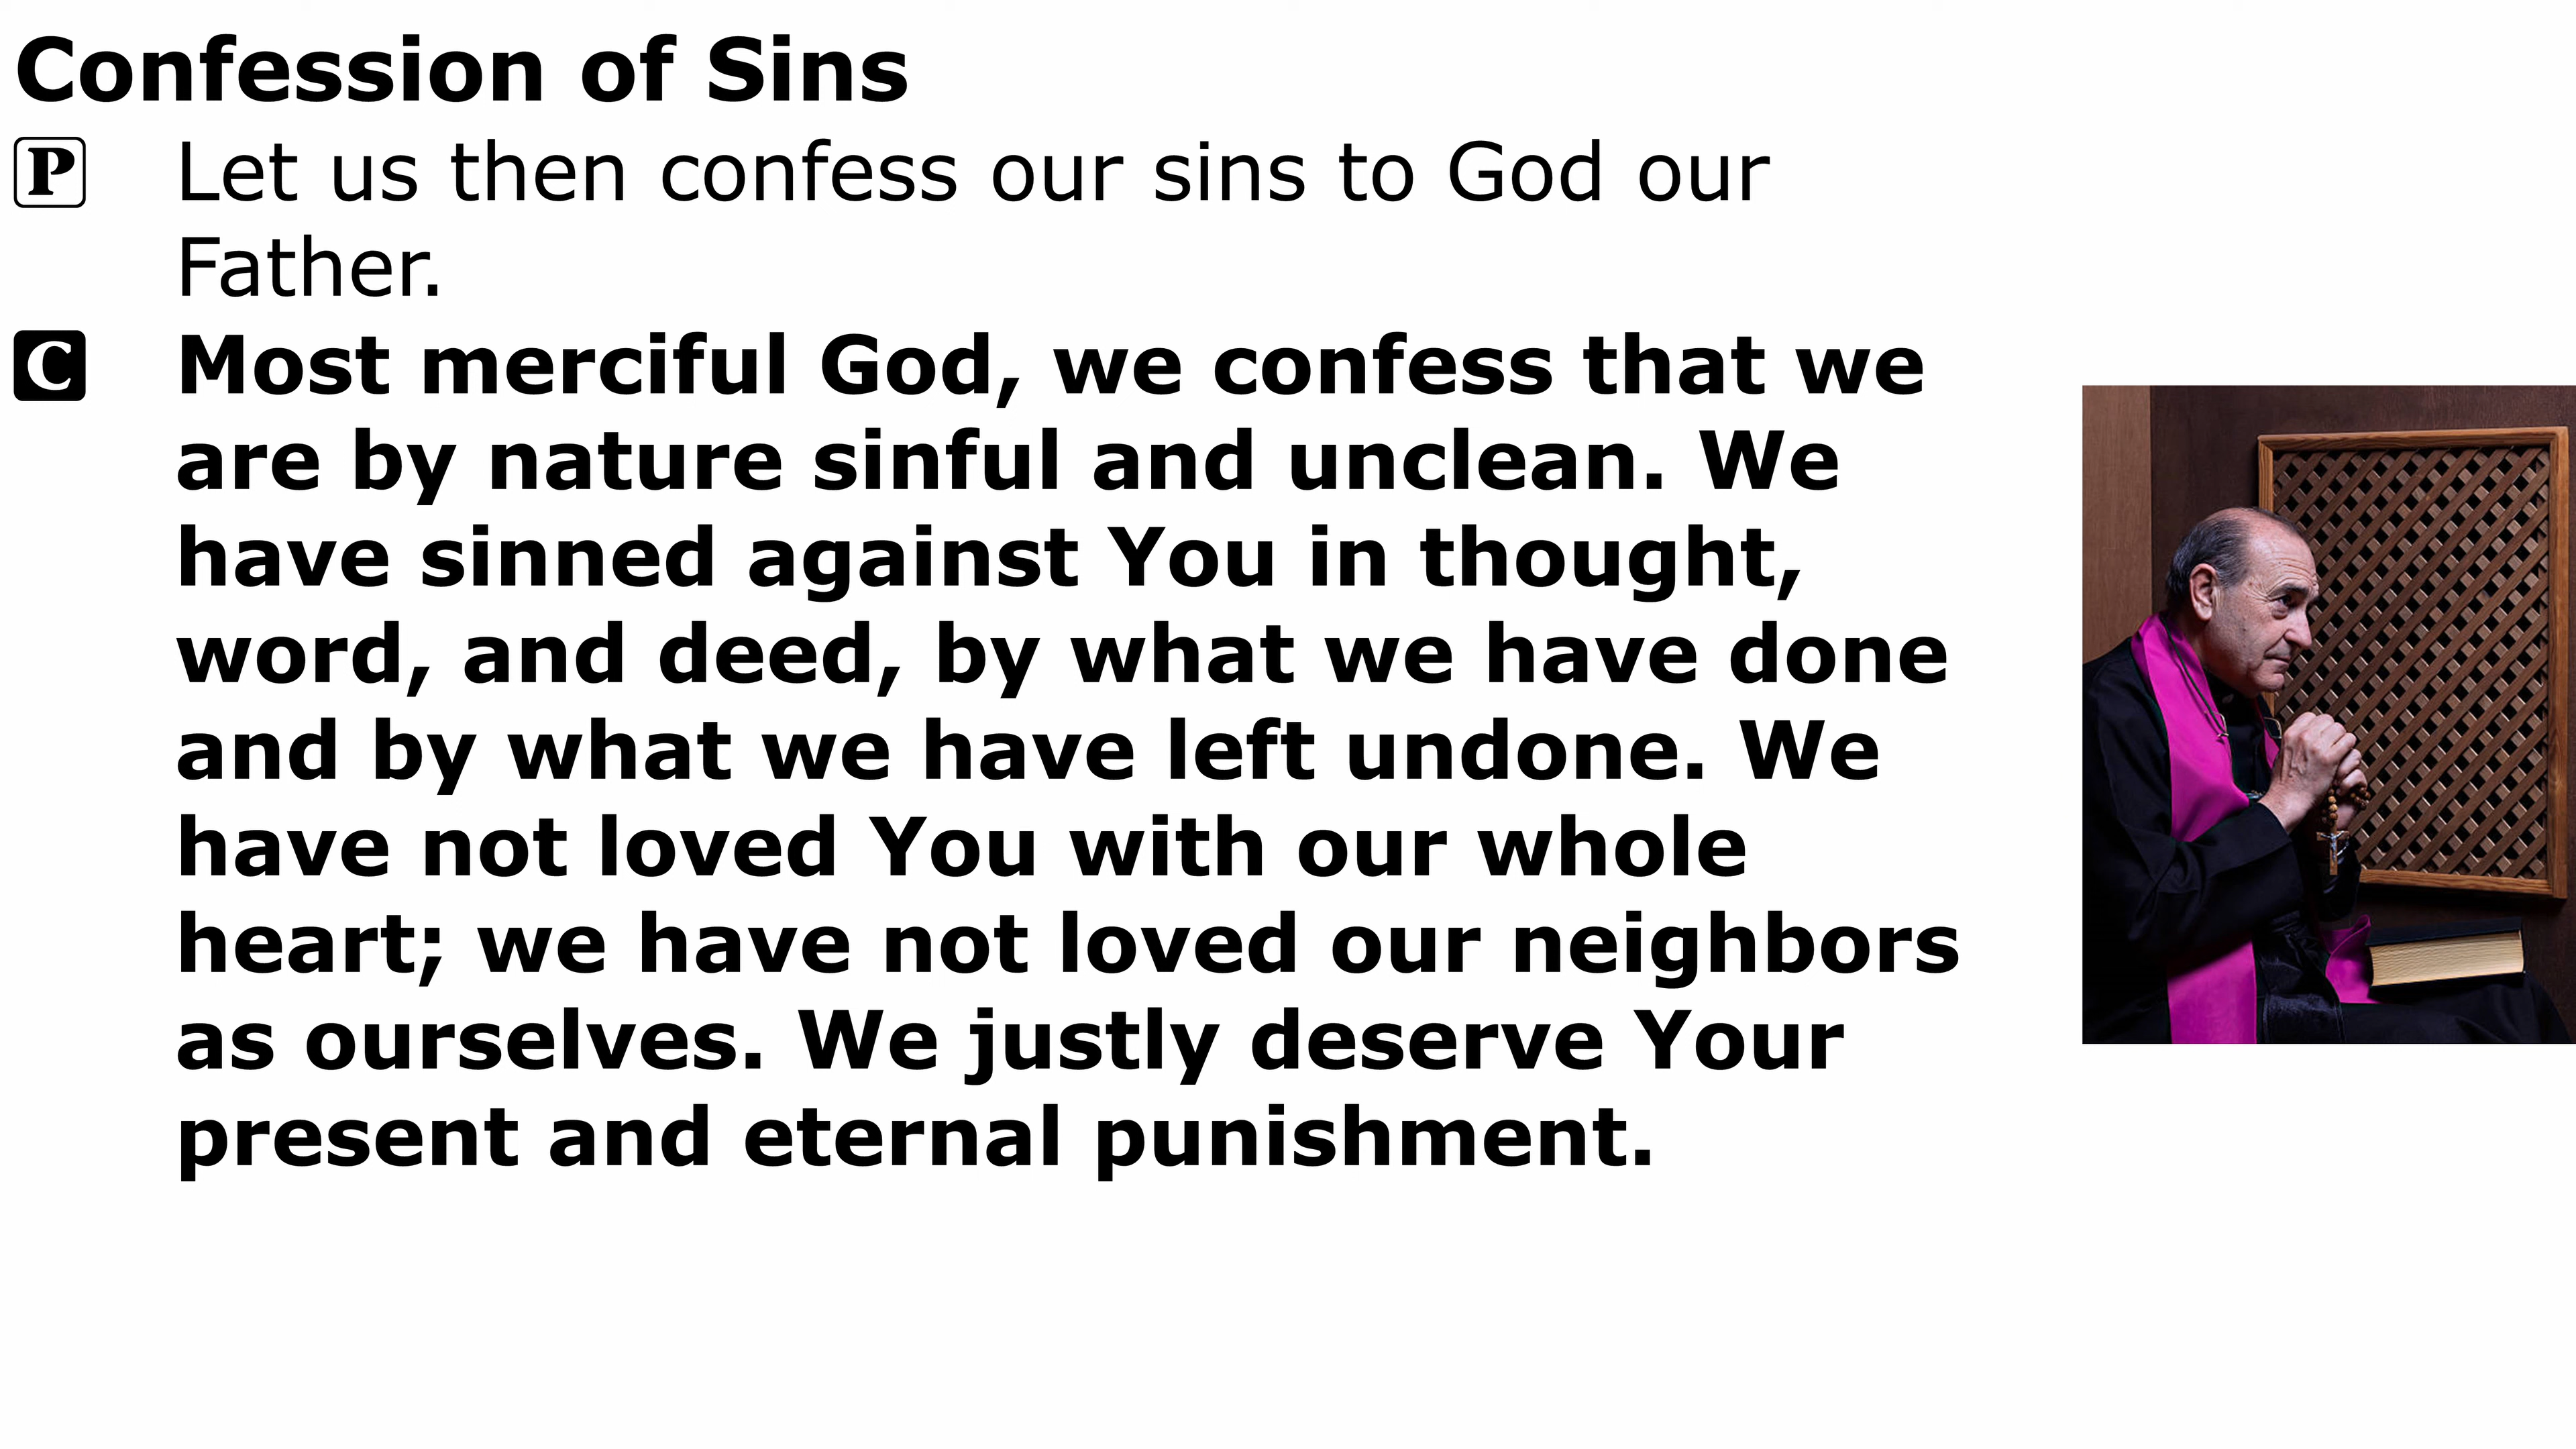 Confession of Sins
P Let us then confess our sins to God our
Father.
C Most merciful God, we confess that we
are by nature sinful and unclean. We
have sinned against You in thought,
word, and deed, by what we have done
and by what we have left undone. We
have not loved You with our whole
heart; we have not loved our neighbors
as ourselves. We justly deserve Your
present and eternal punishment.